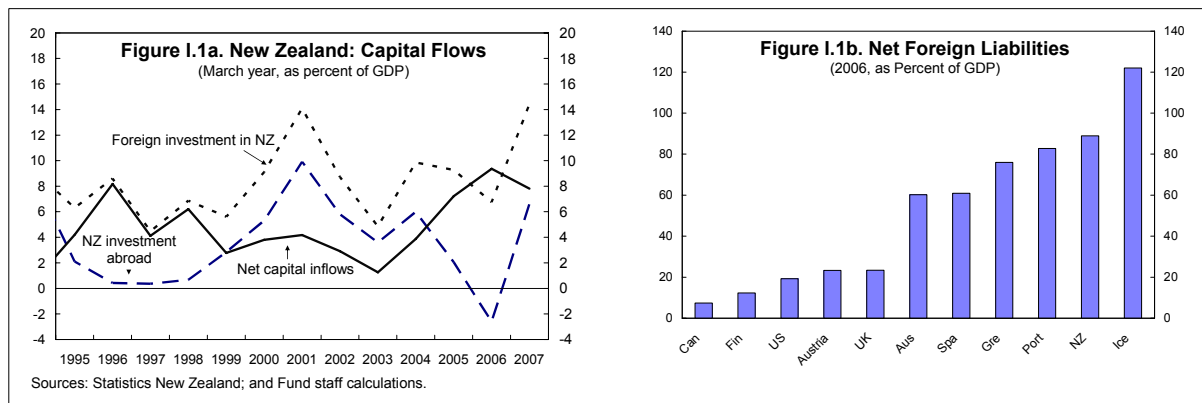 Figure I.1a. New Zealand: Capital Flows
(March year, as percent of GDP)
20 20
18 18
16 16
14 14
12 12
10 10
8 8
6 6
4 4
2 2
0 0
-2 -2
-4 -4
Foreign investment in NZ
NZ investment
abroad
Net capital inflows
1995 1996 1997 1998 1999 2000 2001 2002 2003 2004 2005 2006 2007
Sources: Statistics New Zealand; and Fund staff calculations.
Figure I.1b. Net Foreign Liabilities
(2006, as Percent of GDP)
140 140
120 120
100 100
80 80
60 60
40 40
20 20
0 0
Can Fin US Austria UK Aus Spa Gre Port NZ Ice